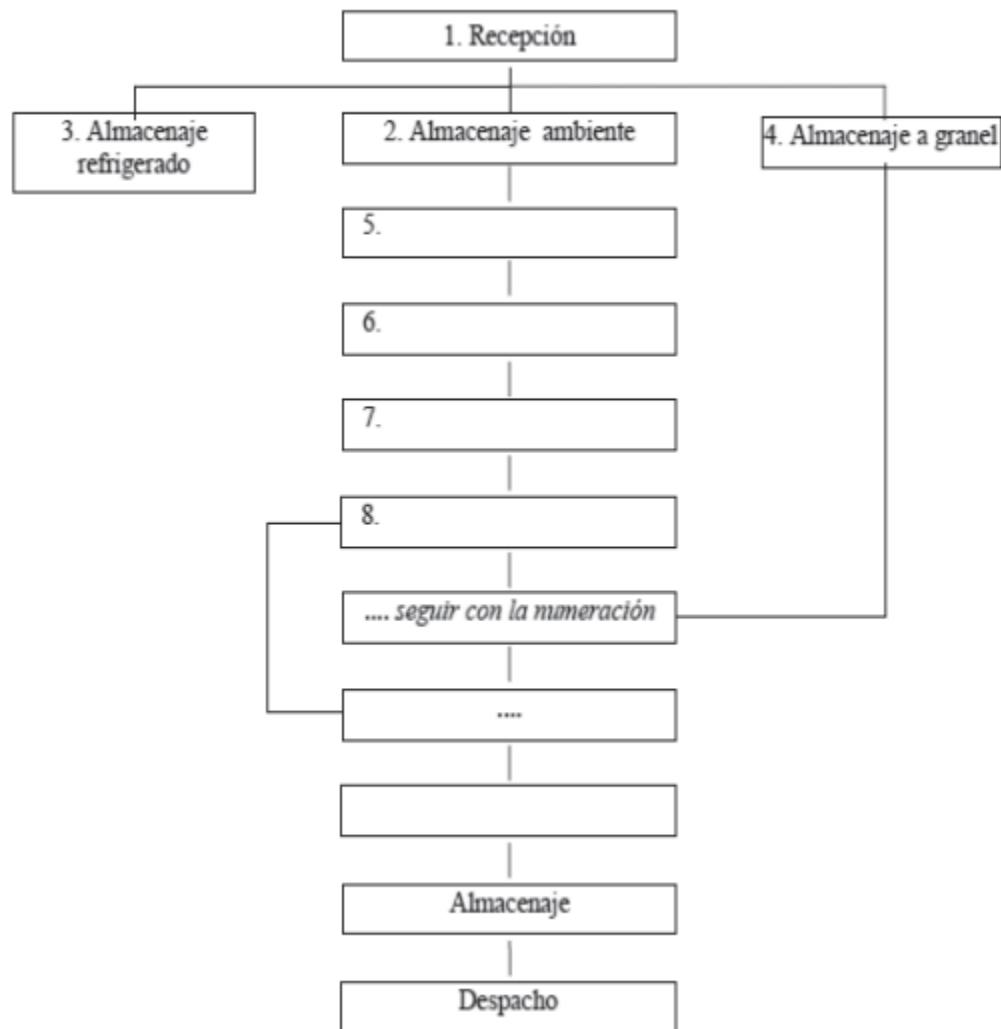 1. Recepción
3. Almacenaje
refrigerado
2. Almacenaje ambiente
4. Almacenaje a granel
5.
6.
7.
8.
.... seguir con la numeración
....
Almacenaje
Despacho